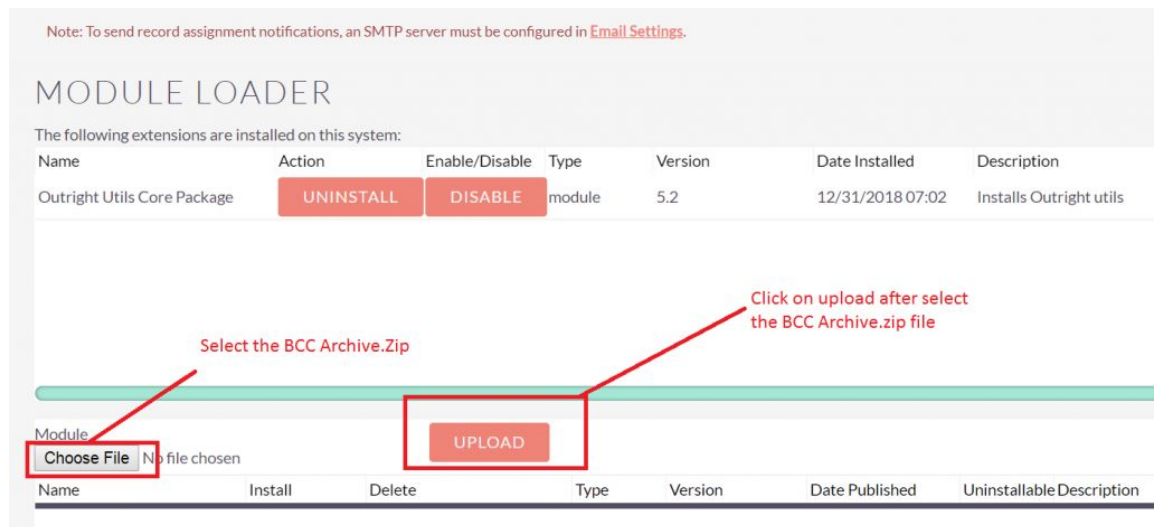 Note: To send record assignment notifications, an SMTP server must be configured in Email Settings.
MODULE LOADER
The following extensions are installed on this system:
Name Action Enable/Disable Type Version Date Installed Description
Outright Utils Core Package UNINSTALL DISABLE module 5.2 12/31/2018 07:02 Installs Outright utils
Click on upload after select
the BCC Archive.zip file
Select the BCC Archive.Zip
Module
UPLOAD
Choose File No file chosen
Name Install Delete Type Version Date Published Uninstallable Description